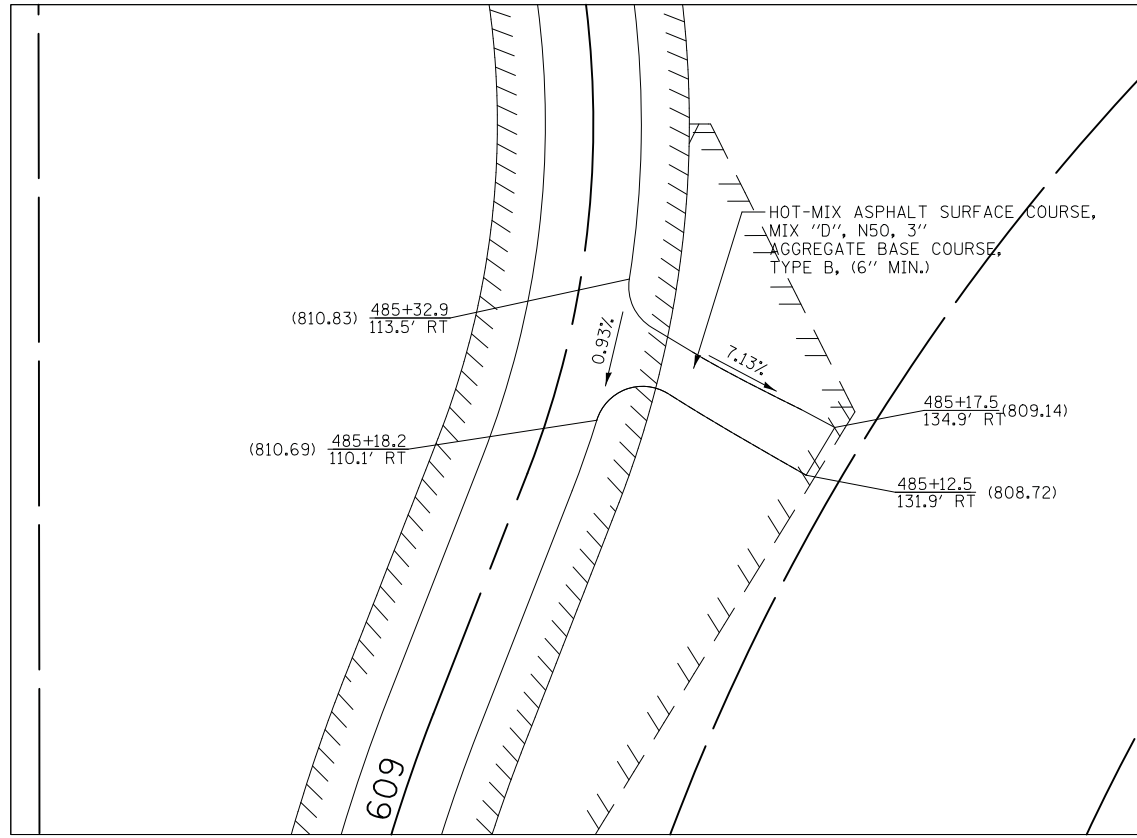 HOT-MIX ASPHALT SURFACE COURSE,
MIX "D", N50, 3"
AGGREGATE BASE COURSE,
TYPE B, (6" MIN.)
(810.83) 485+32.9
113.5' RT
0.93%
7.13%
485+17.5
134.9' RT (809.14)
(810.69) 485+18.2
110.1' RT
485+12.5 (808.72)
131.9' RT
609